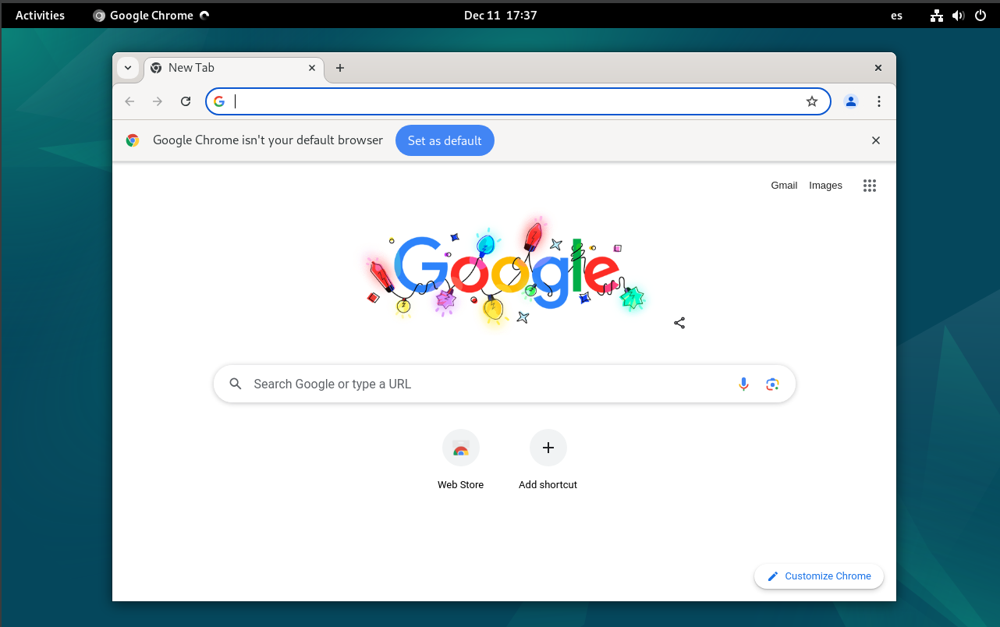 Activities Google Chrome Dec 11 17:37 es
New Tab
Google Chrome isn't your default browser Set as default
Gmail Images
Google
Search Google or type a URL
Web Store Add shortcut
Customize Chrome